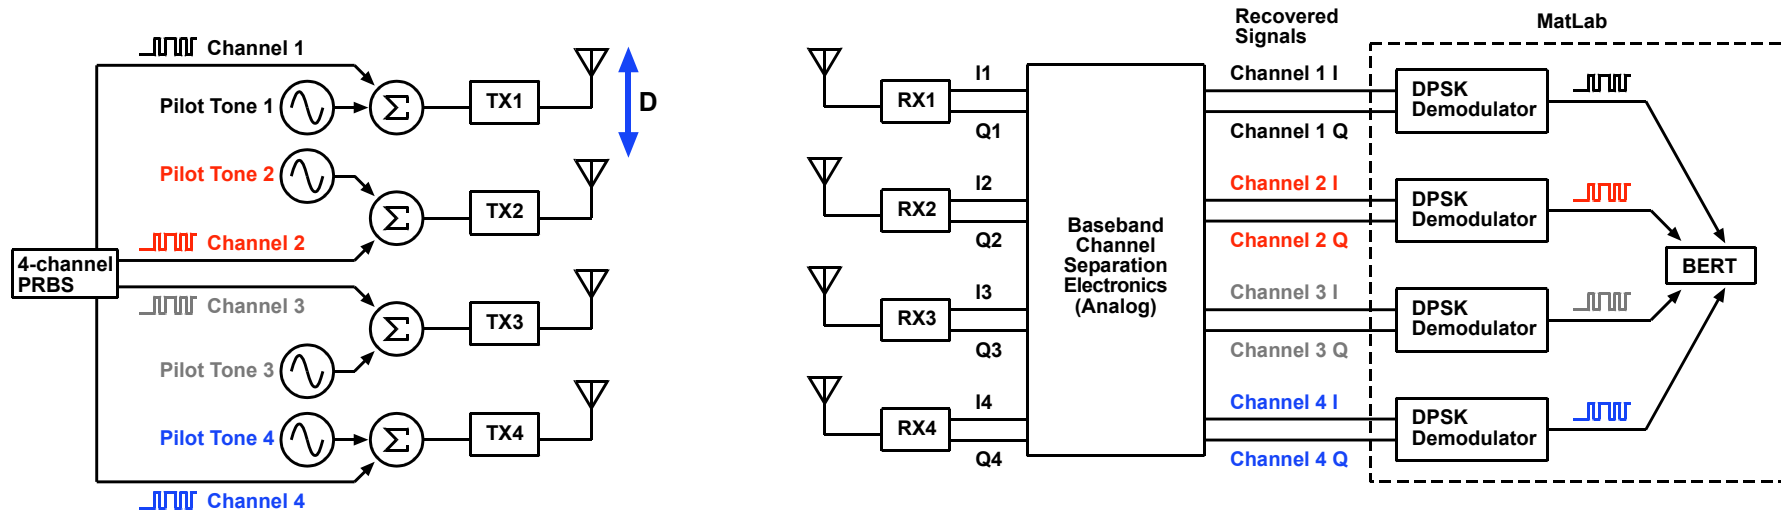 Channel 1
Pilot Tone 1
Σ
TX1
D
Pilot Tone 2
Σ
TX2
Channel 2
4-channel
PRBS
Channel 3
Σ
TX3
Pilot Tone 3
Pilot Tone 4
Σ
TX4
Channel 4
RX1
I1
Q1
RX2
I2
Q2
RX3
I3
Q3
RX4
I4
Q4
Baseband
Channel
Separation
Electronics
(Analog)
Recovered
Signals
Channel 1 I
Channel 1 Q
Channel 2 I
Channel 2 Q
Channel 3 I
Channel 3 Q
Channel 4 I
Channel 4 Q
MatLab
DPSK
Demodulator
DPSK
Demodulator
DPSK
Demodulator
DPSK
Demodulator
BERT